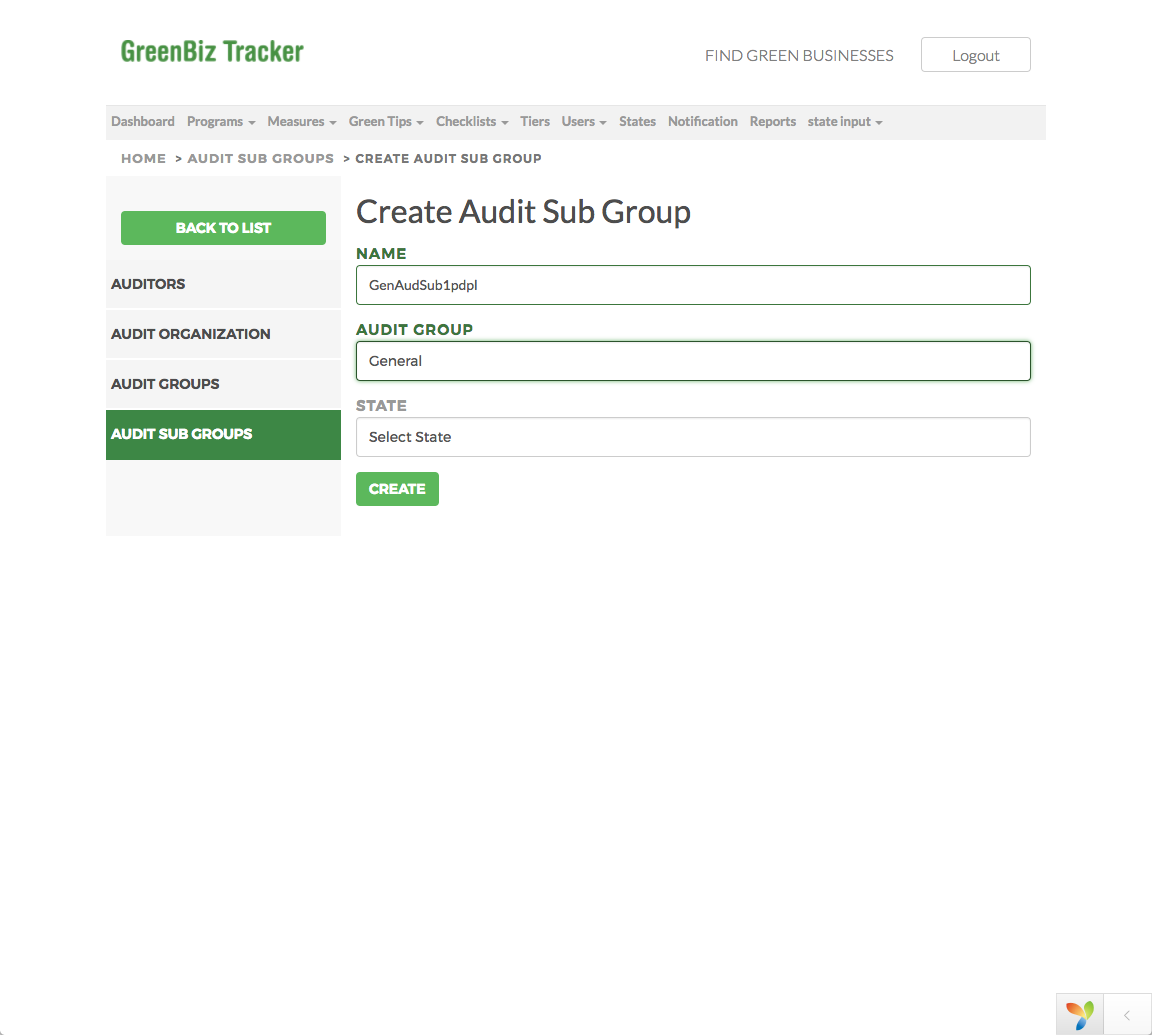 GreenBiz Tracker
FIND GREEN BUSINESSES
Logout
Dashboard Programs Measures Green Tips Checklists Tiers Users States Notification Reports state input
HOME > AUDIT SUB GROUPS > CREATE AUDIT SUB GROUP
BACK TO LIST
AUDITORS
AUDIT ORGANIZATION
AUDIT GROUPS
AUDIT SUB GROUPS
Create Audit Sub Group
NAME
GenAudSub1pdpl
AUDIT GROUP
General
STATE
Select State
CREATE